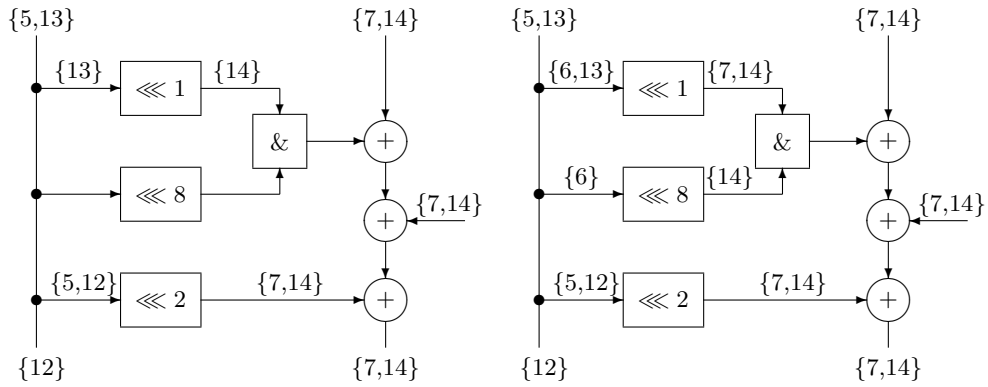 {5,13} {7,14} {5,13} {7,14}
{13} {14} {6,13} {7,14}
⋘ 1 ⋘ 1
& + & +
{6} {14}
⋘ 8 ⋘ 8
{7,14} {7,14}
+ +
{5,12} {7,14} {5,12} {7,14}
⋘ 2 + ⋘ 2 +
{12} {7,14} {12} {7,14}